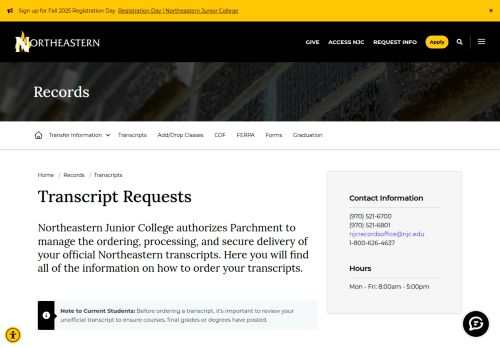 Sign up for Fall 2025 Registration Day Registration Day | Northeastern Junior College ×
NORTHEASTERN GIVE ACCESS NJC REQUEST INFO Apply
Records
Transfer Information Transcripts Add/Drop Classes COF FERPA Forms Graduation
Home / Records / Transcripts
Transcript Requests
Northeastern Junior College authorizes Parchment to
manage the ordering, processing, and secure delivery of
your official Northeastern transcripts. Here you will find
all of the information on how to order your transcripts.
Note to Current Students: Before ordering a transcript, it's important to review your
unofficial transcript to ensure courses, final grades or degrees have posted.
Contact Information
(970) 521-6700
(970) 521-6801
njcrecordsoffice@njc.edu
1-800-626-4637
Hours
Mon - Fri: 8:00am - 5:00pm